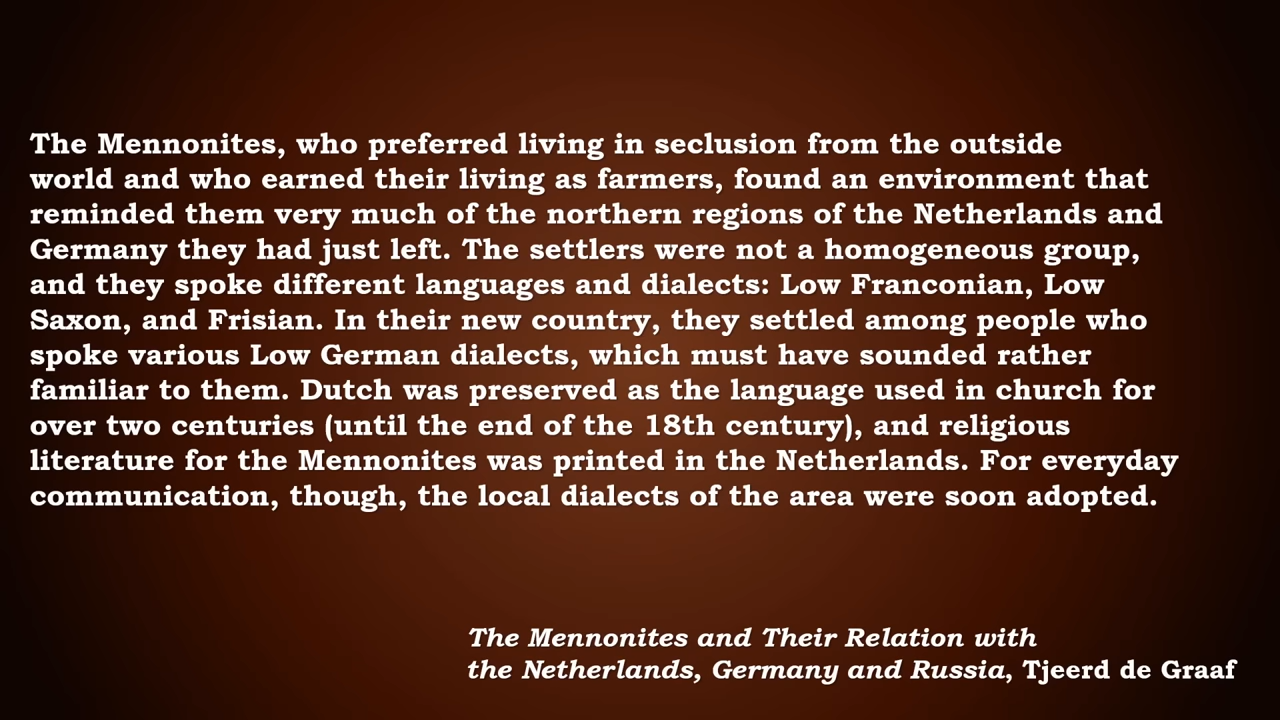 The Mennonites, who preferred living in seclusion from the outside
world and who earned their living as farmers, found an environment that
reminded them very much of the northern regions of the Netherlands and
Germany they had just left. The settlers were not a homogeneous group,
and they spoke different languages and dialects: Low Franconian, Low
Saxon, and Frisian. In their new country, they settled among people who
spoke various Low German dialects, which must have sounded rather
familiar to them. Dutch was preserved as the language used in church for
over two centuries (until the end of the 18th century), and religious
literature for the Mennonites was printed in the Netherlands. For everyday
communication, though, the local dialects of the area were soon adopted.
The Mennonites and Their Relation with
the Netherlands, Germany and Russia, Tjeerd de Graaf